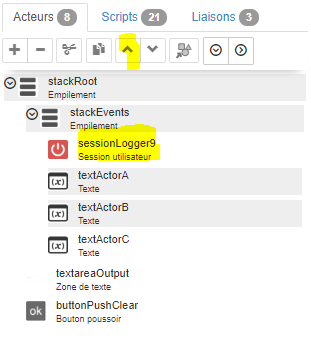 Acteurs 8 Scripts 21 Liaisons 3
stackRoot
Empilement
stackEvents
Empilement
sessionLogger9
Session utilisateur
(x) textActorA
Texte
(x) textActorB
Texte
(x) textActorC
Texte
textareaOutput
Zone de texte
ok buttonPushClear
Bouton poussoir